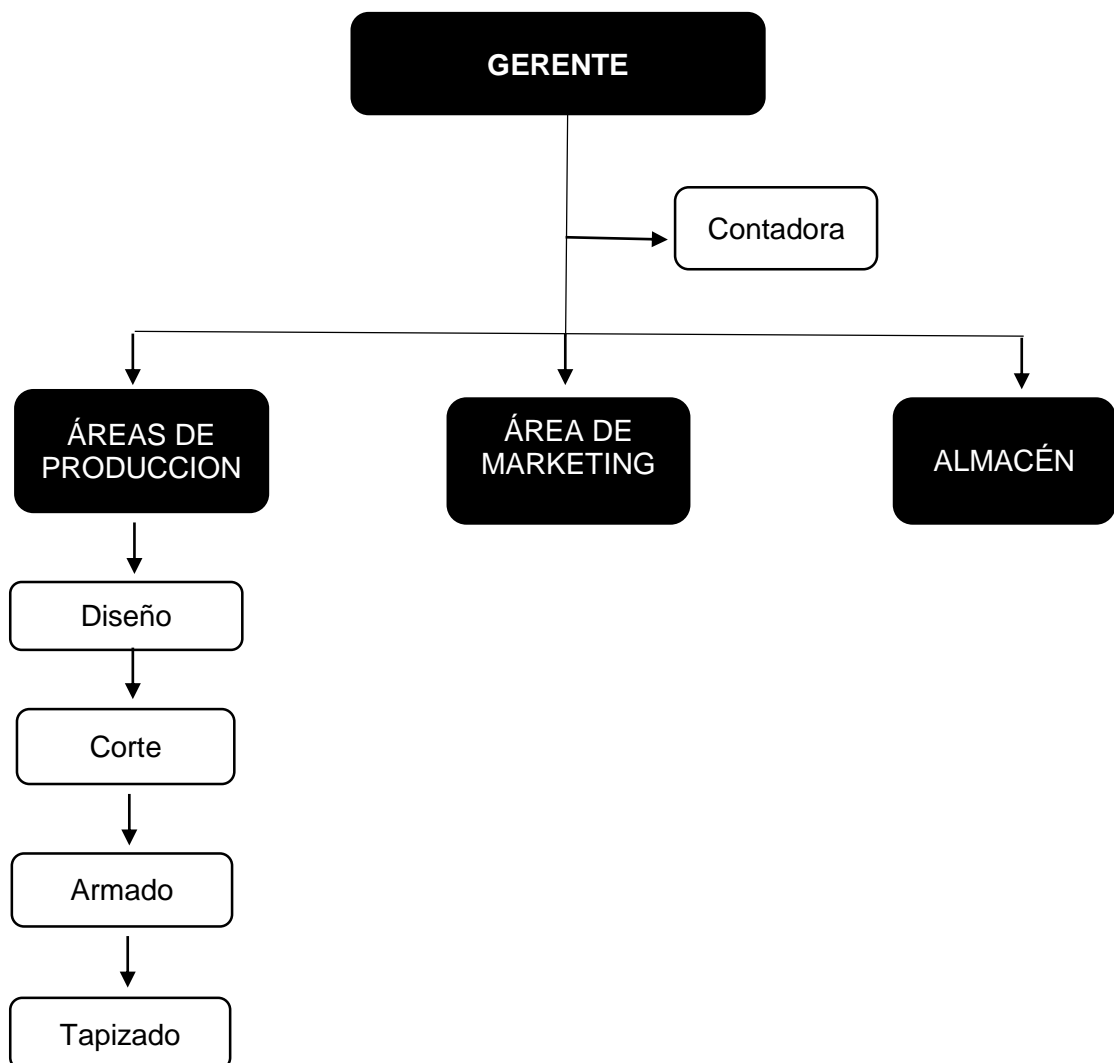 GERENTE
Contadora
ÁREAS DE
PRODUCCION
ÁREA DE
MARKETING
ALMACÉN
Diseño
Corte
Armado
Tapizado